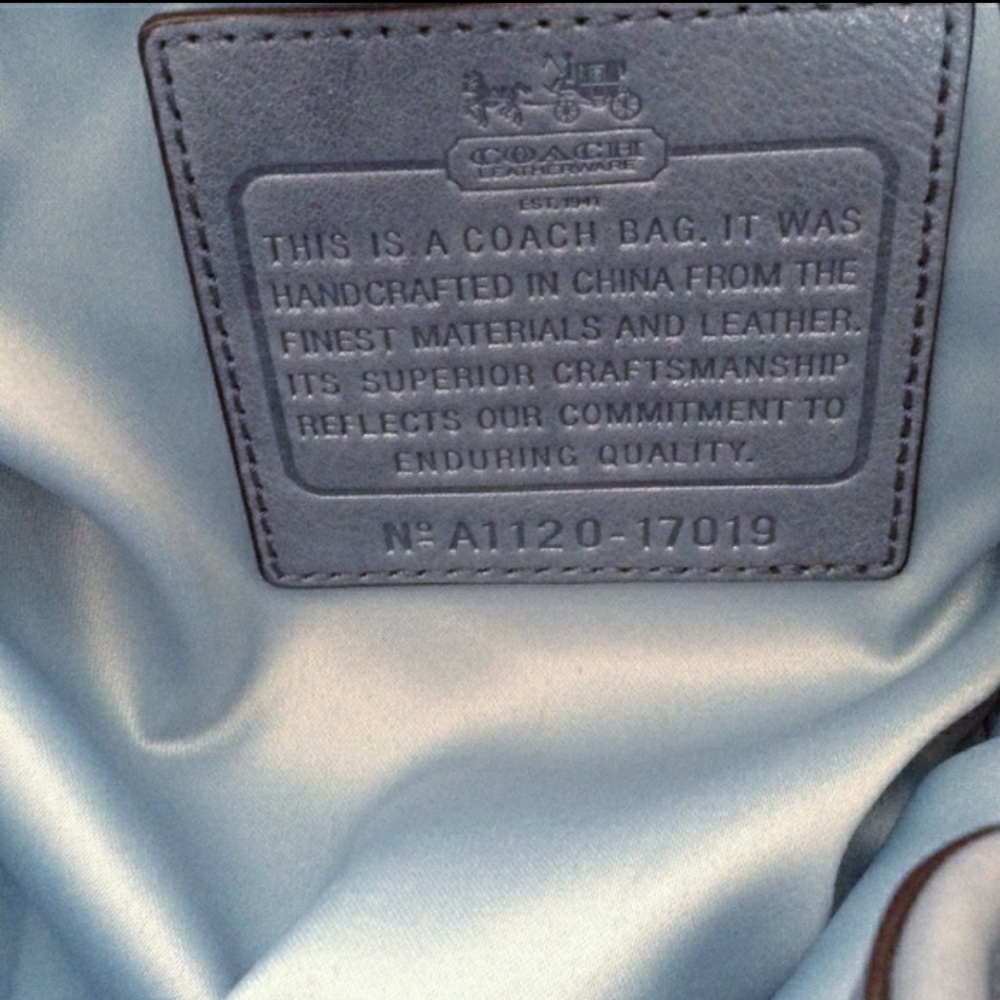 COACH
LEATHERWARE
EST. 1941
THIS IS A COACH BAG. IT WAS
HANDCRAFTED IN CHINA FROM THE
FINEST MATERIALS AND LEATHER.
ITS SUPERIOR CRAFTSMANSHIP
REFLECTS OUR COMMITMENT TO
ENDURING QUALITY.
Nº A1120-17019